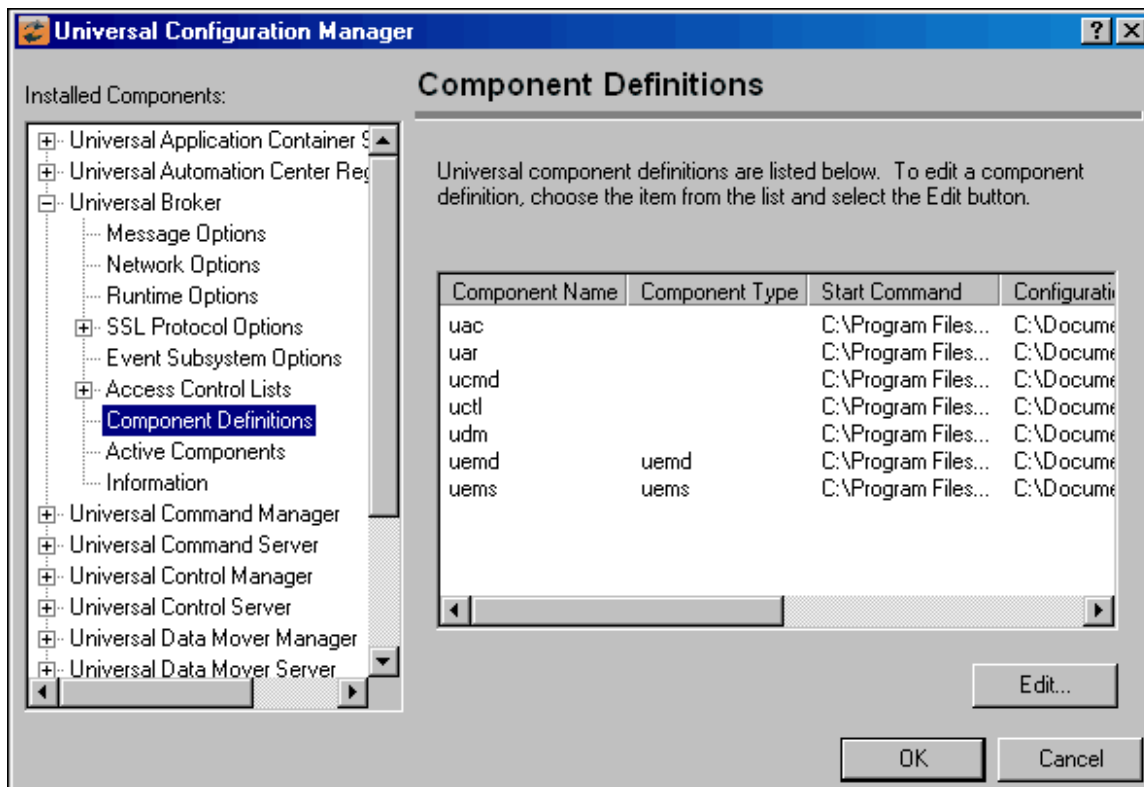 Universal Configuration Manager
Installed Components:
Universal Application Container S
Universal Automation Center Reg
Universal Broker
Message Options
Network Options
Runtime Options
SSL Protocol Options
Event Subsystem Options
Access Control Lists
Component Definitions
Active Components
Information
Universal Command Manager
Universal Command Server
Universal Control Manager
Universal Control Server
Universal Data Mover Manager
Universal Data Mover Server
Component Definitions
Universal component definitions are listed below. To edit a component
definition, choose the item from the list and select the Edit button.
Component Name Component Type Start Command Configurati
uac C:\Program Files... C:\Docume
uar C:\Program Files... C:\Docume
ucmd C:\Program Files... C:\Docume
uctl C:\Program Files... C:\Docume
udm C:\Program Files... C:\Docume
uemd uemd C:\Program Files... C:\Docume
uems uems C:\Program Files... C:\Docume
Edit...
OK Cancel